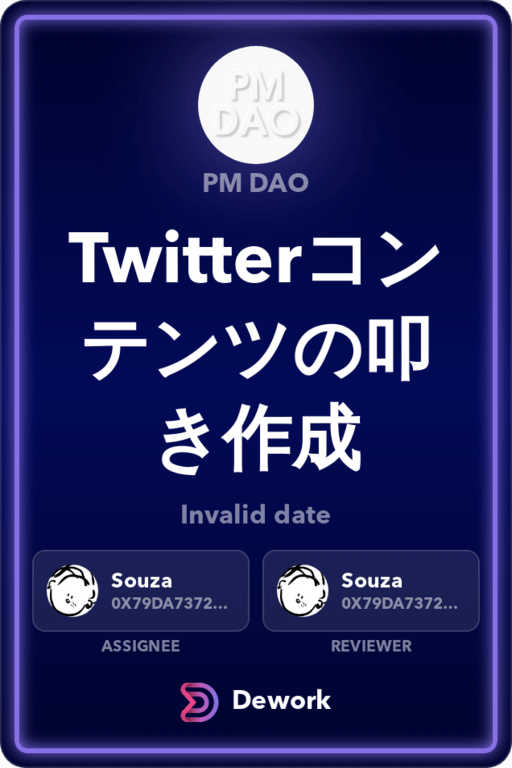 PM
DAO
PM DAO
Twitterコン
テンツの叩
き作成
Invalid date
Souza
0X79DA7372...
ASSIGNEE
Souza
0X79DA7372...
REVIEWER
Dework